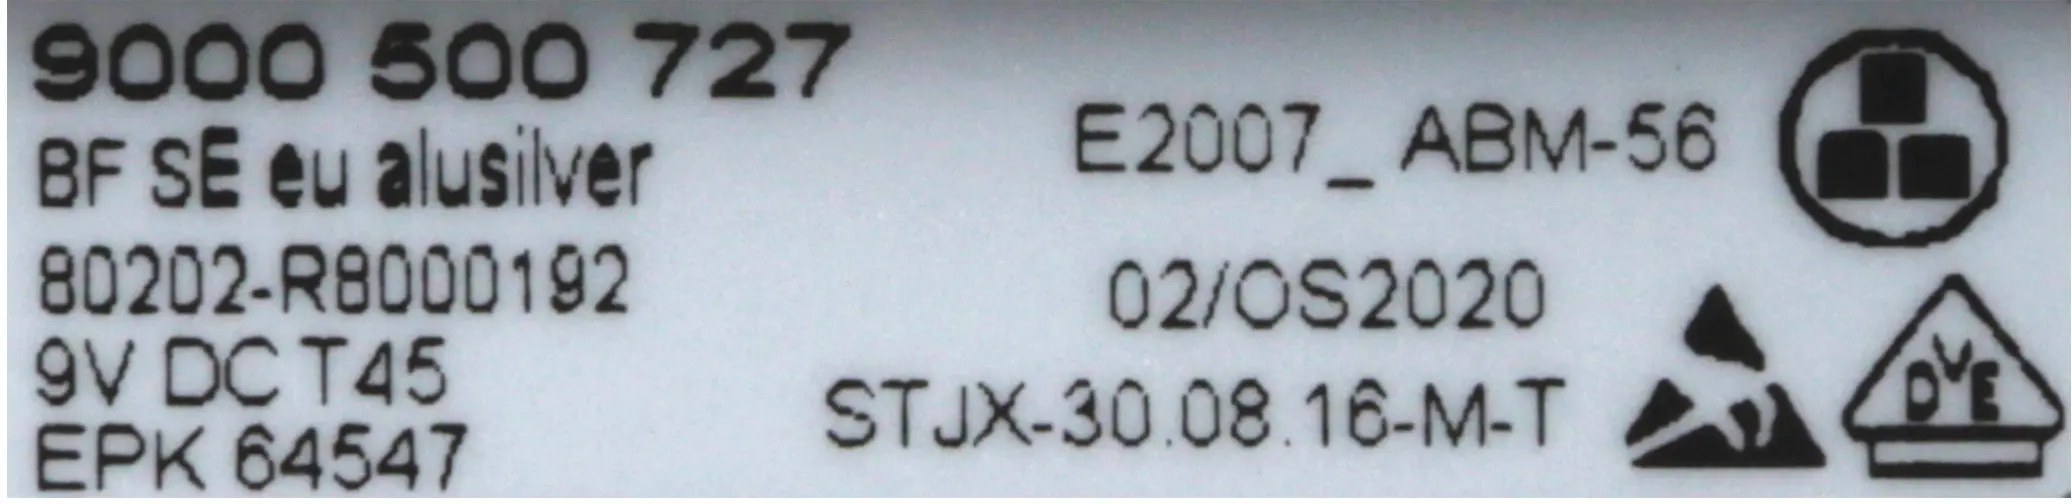 9000 500 727
BF SE eu alusilver
80202-R8000192
9V DC T45
EPK 64547
E2007_ ABM-56
02/OS2020
STJX-30.08.16-M-T
DVE